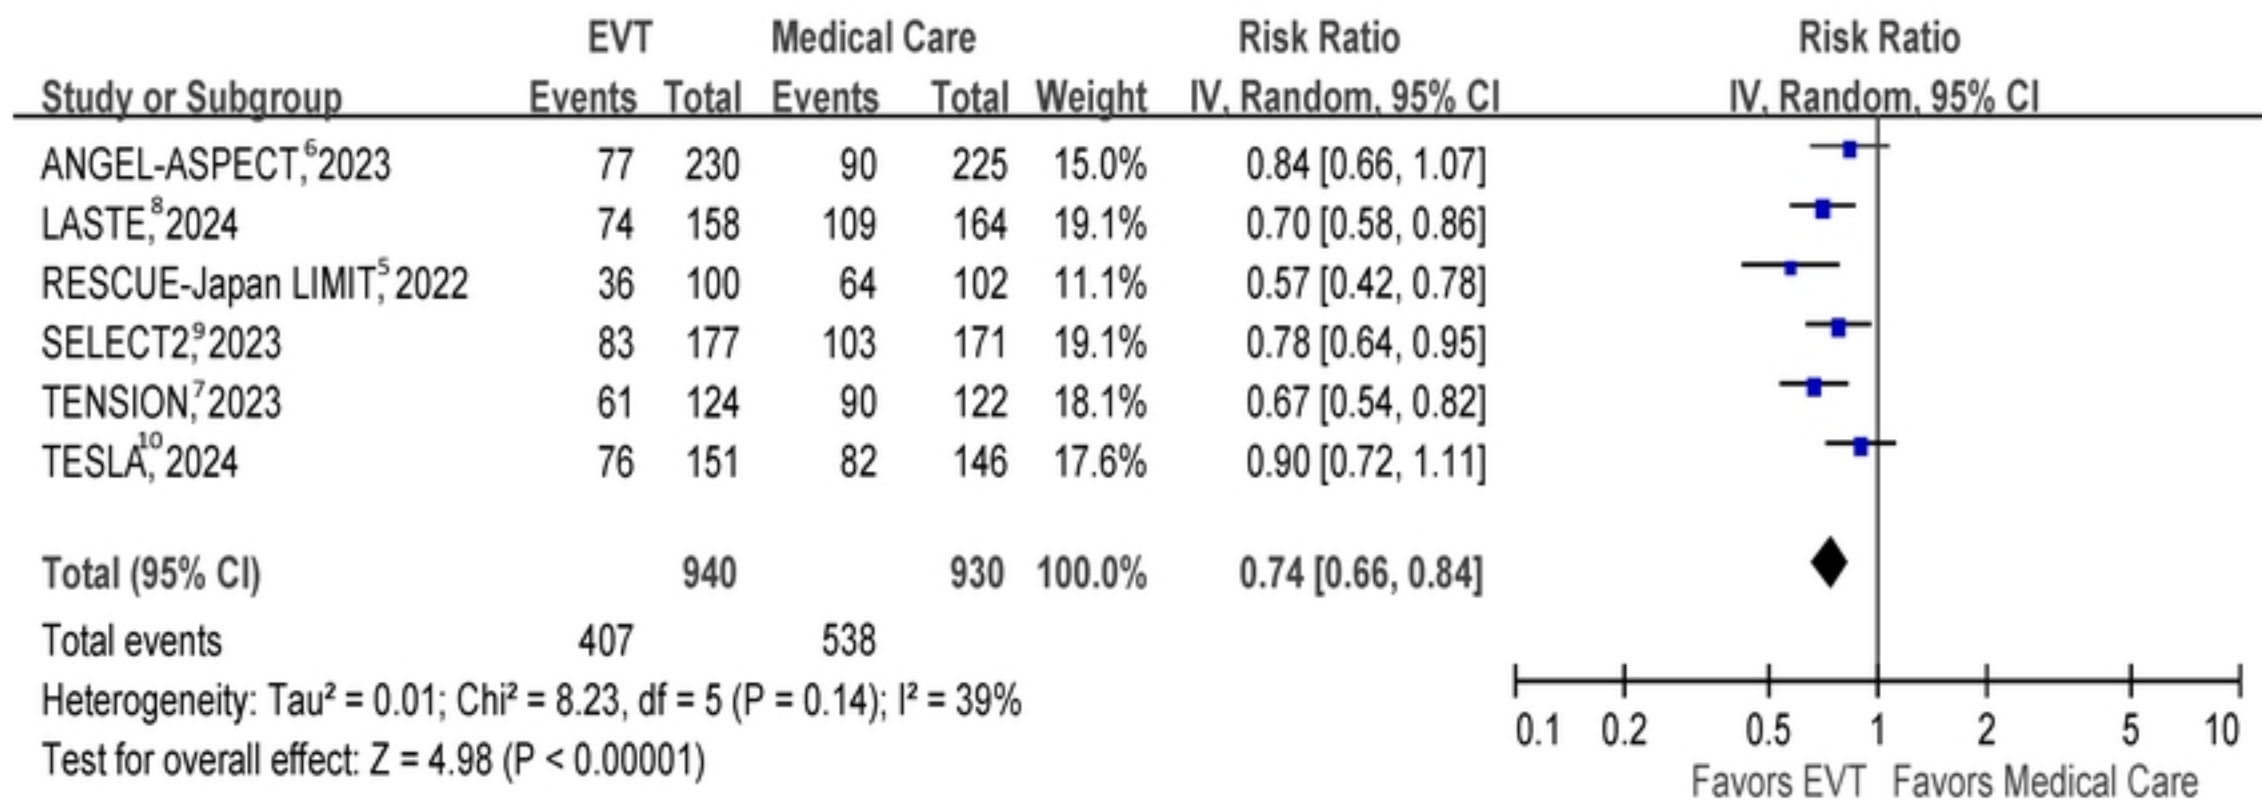 EVT Medical Care Risk Ratio Risk Ratio
Study or Subgroup Events Total Events Total Weight IV, Random, 95% CI IV, Random, 95% CI
ANGEL-ASPECT,⁶ 2023 77 230 90 225 15.0% 0.84 [0.66, 1.07]
LASTE,⁸ 2024 74 158 109 164 19.1% 0.70 [0.58, 0.86]
RESCUE-Japan LIMIT,⁵ 2022 36 100 64 102 11.1% 0.57 [0.42, 0.78]
SELECT2,⁹ 2023 83 177 103 171 19.1% 0.78 [0.64, 0.95]
TENSION,⁷ 2023 61 124 90 122 18.1% 0.67 [0.54, 0.82]
TESLA,¹⁰ 2024 76 151 82 146 17.6% 0.90 [0.72, 1.11]
Total (95% CI) 940 930 100.0% 0.74 [0.66, 0.84]
Total events 407 538
Heterogeneity: Tau² = 0.01; Chi² = 8.23, df = 5 (P = 0.14); I² = 39%
Test for overall effect: Z = 4.98 (P < 0.00001)
0.1 0.2 0.5 1 2 5 10
Favors EVT Favors Medical Care